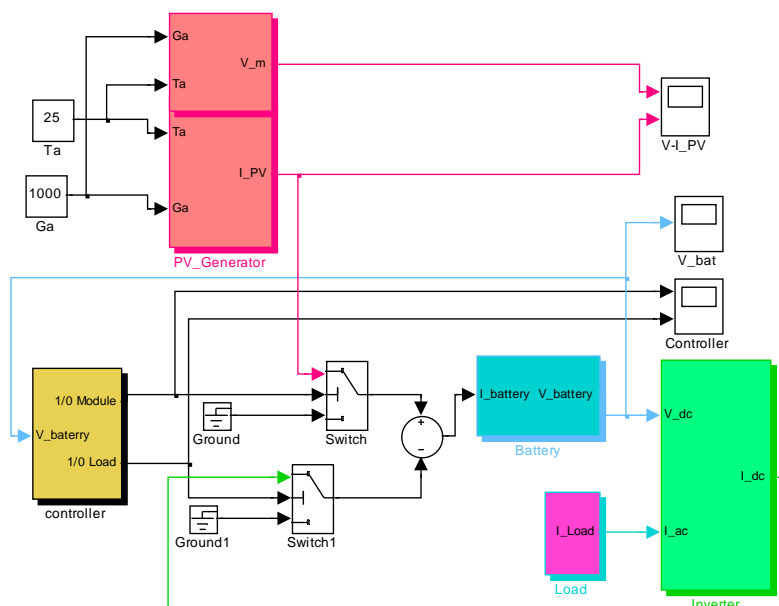 Ga
V_m
Ta
25
Ta
Ta
V-I_PV
I_PV
1000
Ga
Ga
PV_Generator
V_bat
Controller
1/0 Module
I_battery V_battery
V_baterry
V_dc
Ground
Switch
+
−
Battery
1/0 Load
I_dc
controller
I_Load
I_ac
Ground1
Switch1
Load
Inverter